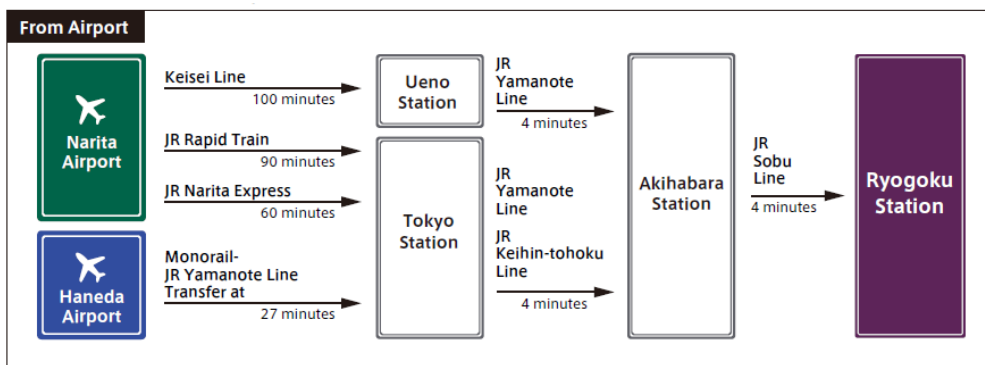 From Airport
Narita
Airport
Keisei Line
100 minutes
JR Rapid Train
90 minutes
JR Narita Express
60 minutes
Haneda
Airport
Monorail-
JR Yamanote Line
Transfer at
27 minutes
Ueno
Station
Tokyo
Station
JR
Yamanote
Line
4 minutes
JR
Yamanote
Line
JR
Keihin-tohoku
Line
4 minutes
Akihabara
Station
JR
Sobu
Line
4 minutes
Ryogoku
Station